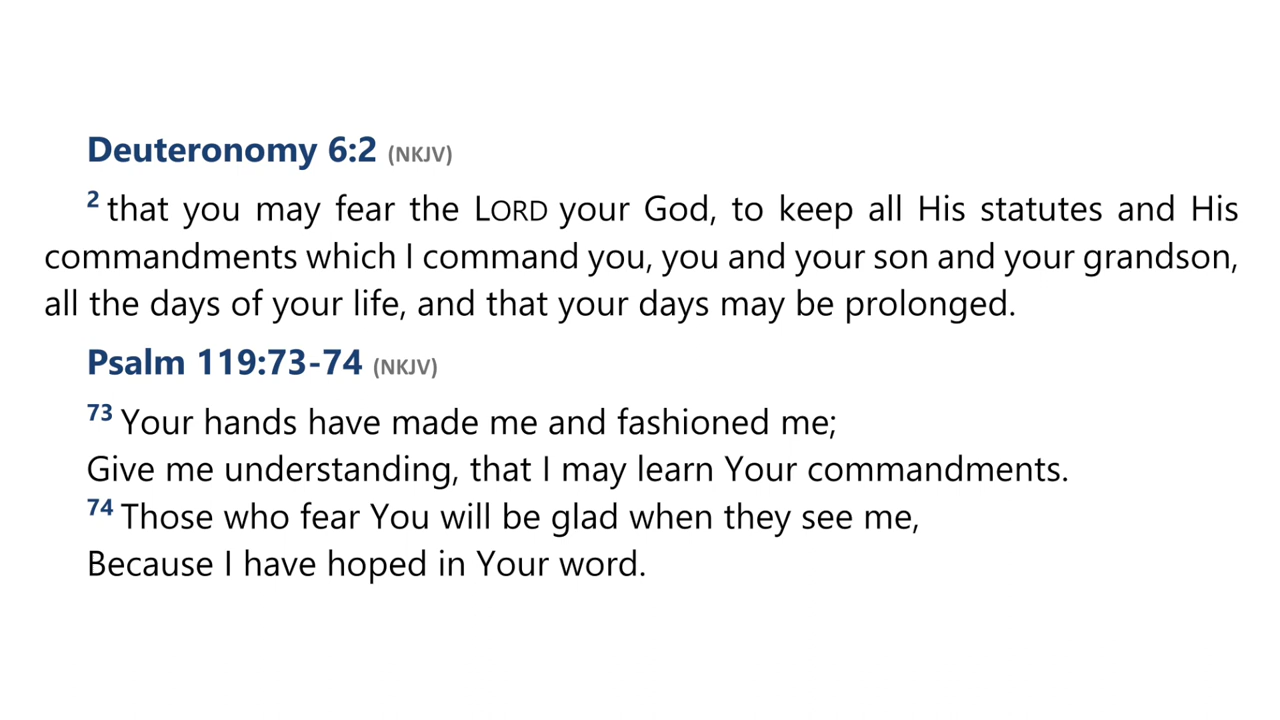 Deuteronomy 6:2 (NKJV)
2 that you may fear the LORD your God, to keep all His statutes and His
commandments which I command you, you and your son and your grandson,
all the days of your life, and that your days may be prolonged.
Psalm 119:73-74 (NKJV)
73 Your hands have made me and fashioned me;
Give me understanding, that I may learn Your commandments.
74 Those who fear You will be glad when they see me,
Because I have hoped in Your word.